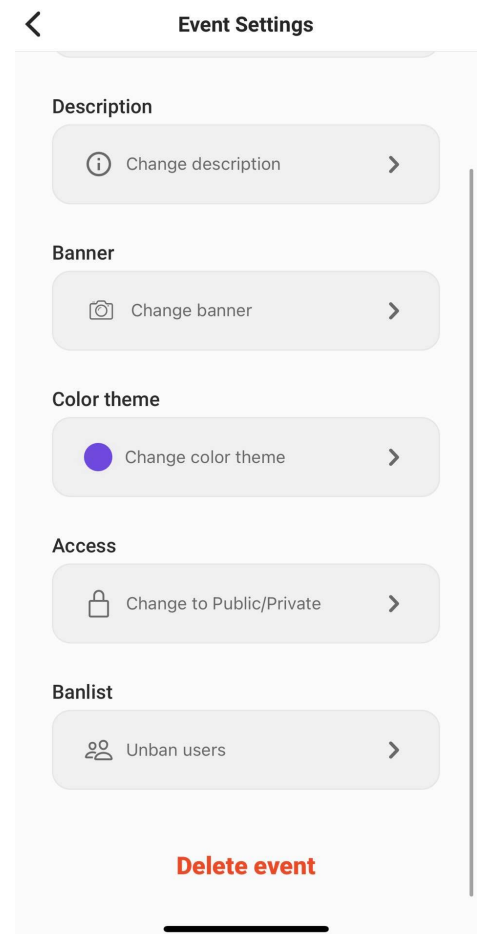 Event Settings
Description
Change description
Banner
Change banner
Color theme
Change color theme
Access
Change to Public/Private
Banlist
Unban users
Delete event